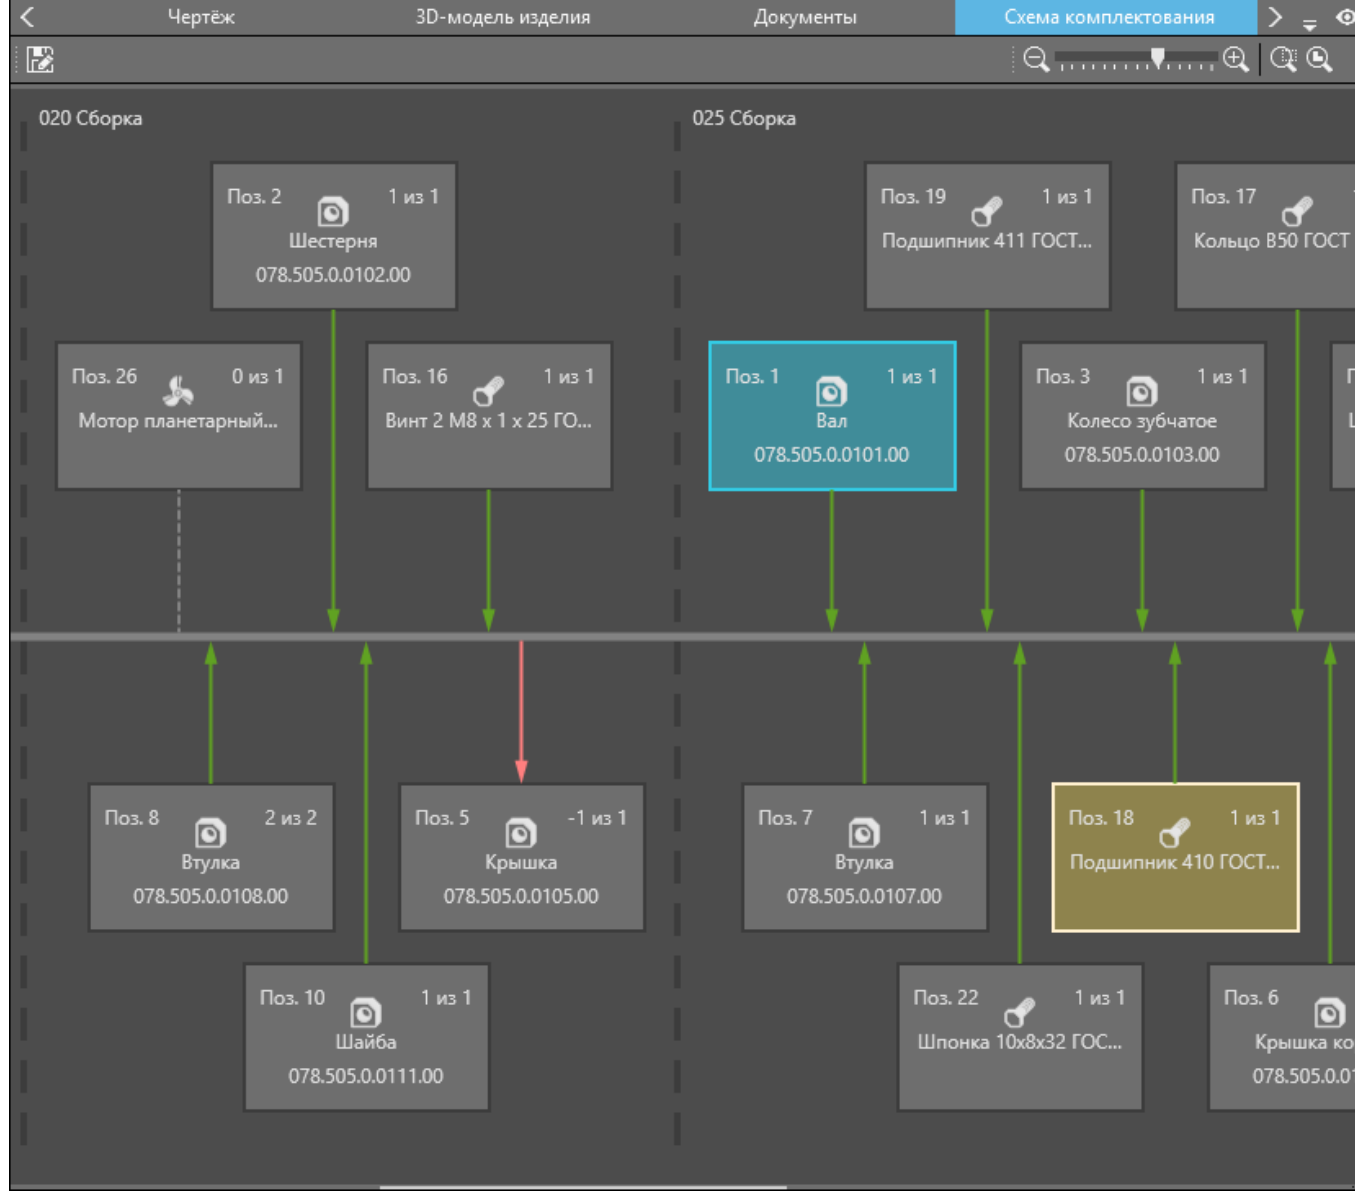 Чертёж
3D-модель изделия
Документы
Схема комплектования
020 Сборка
Поз. 2
1 из 1
Шестерня
078.505.0.0102.00
Поз. 26
0 из 1
Мотор планетарный...
Поз. 16
1 из 1
Винт 2 М8 х 1 х 25 ГО...
Поз. 8
2 из 2
Втулка
078.505.0.0108.00
Поз. 5
-1 из 1
Крышка
078.505.0.0105.00
Поз. 10
1 из 1
Шайба
078.505.0.0111.00
025 Сборка
Поз. 19
1 из 1
Подшипник 411 ГОСТ...
Поз. 17
Кольцо В50 ГОСТ
Поз. 1
1 из 1
Вал
078.505.0.0101.00
Поз. 3
1 из 1
Колесо зубчатое
078.505.0.0103.00
Поз. 7
1 из 1
Втулка
078.505.0.0107.00
Поз. 18
1 из 1
Подшипник 410 ГОСТ...
Поз. 22
1 из 1
Шпонка 10х8х32 ГОС...
Поз. 6
Крышка ко
078.505.0.0